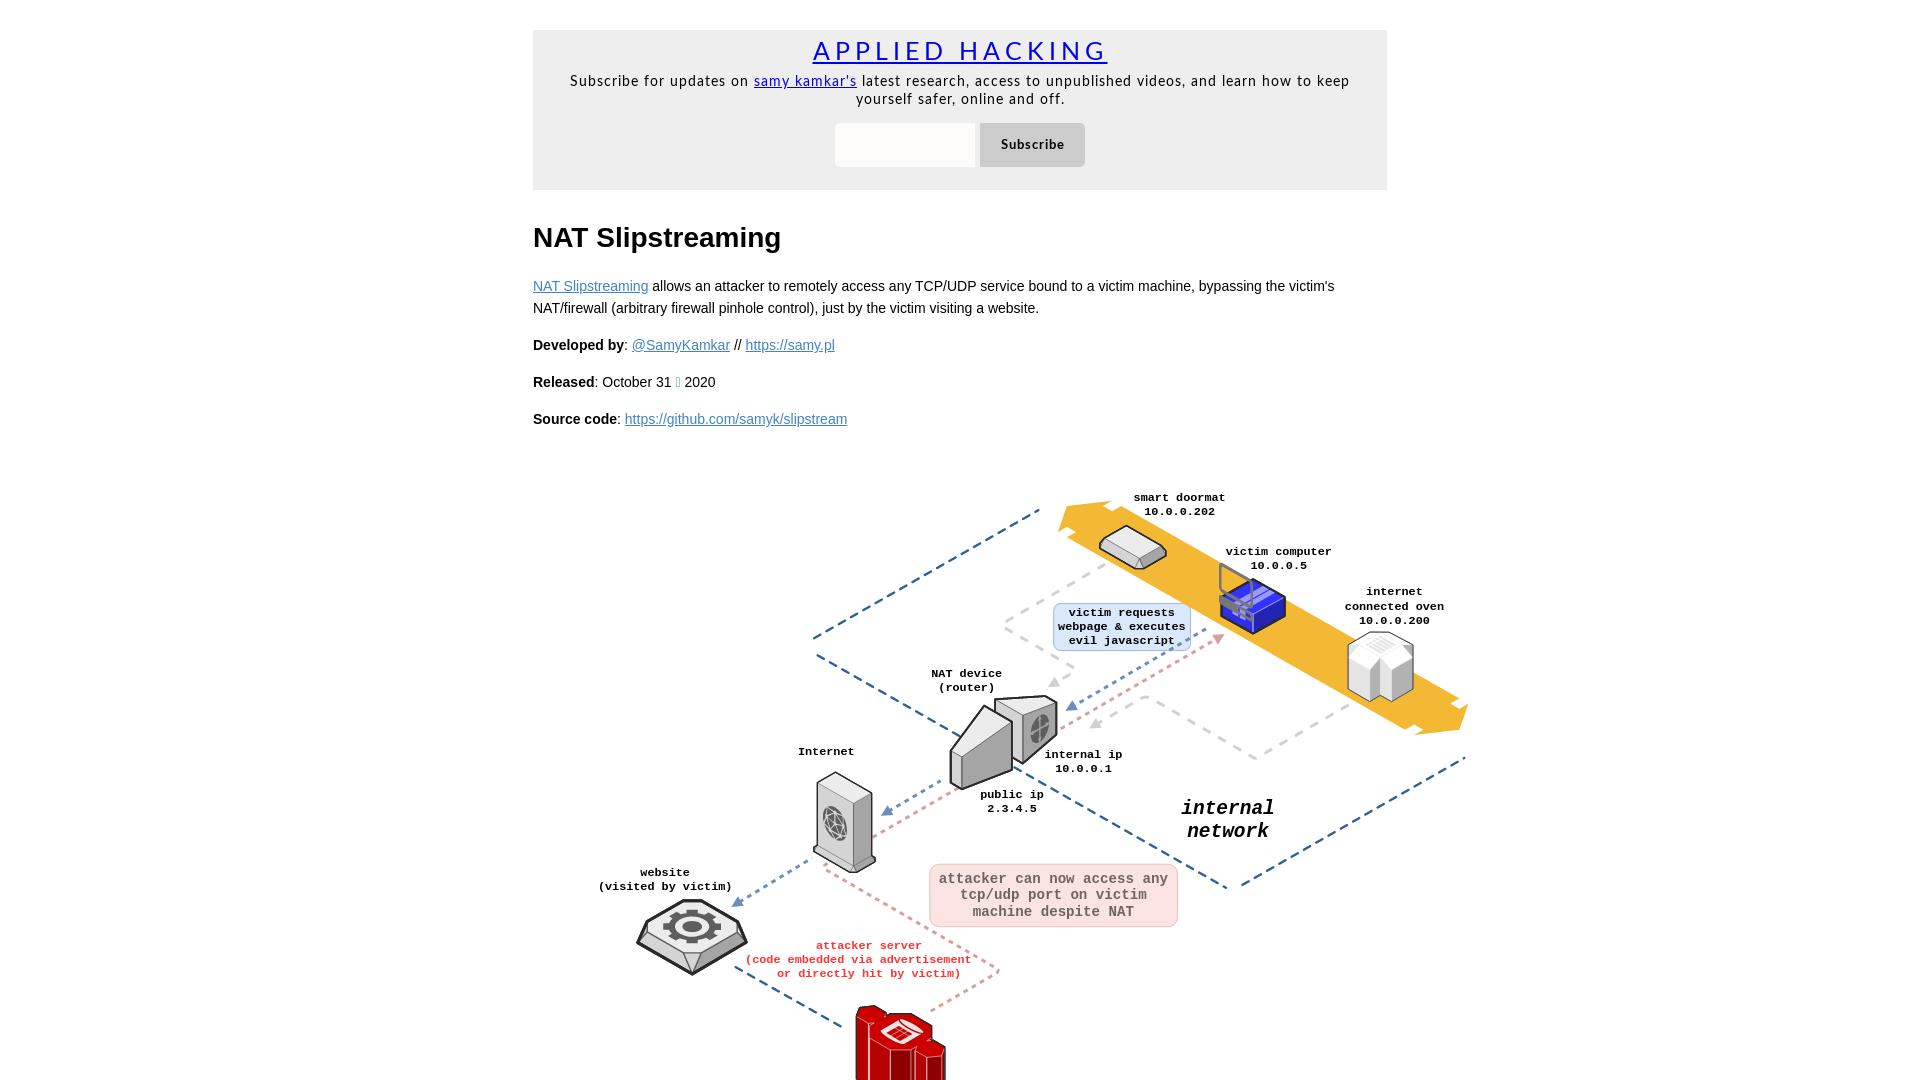 APPLIED HACKING
Subscribe for updates on samy kamkar's latest research, access to unpublished videos, and learn how to keep
yourself safer, online and off.
Subscribe
NAT Slipstreaming
NAT Slipstreaming allows an attacker to remotely access any TCP/UDP service bound to a victim machine, bypassing the victim's
NAT/firewall (arbitrary firewall pinhole control), just by the victim visiting a website.
Developed by: @SamyKamkar // https://samy.pl
Released: October 31 2020
Source code: https://github.com/samyk/slipstream
smart doormat
10.0.0.202
victim computer
10.0.0.5
internet
connected oven
10.0.0.200
victim requests
webpage & executes
evil javascript
NAT device
(router)
Internet
internal ip
10.0.0.1
public ip
2.3.4.5
internal
network
website
(visited by victim)
attacker can now access any
tcp/udp port on victim
machine despite NAT
attacker server
(code embedded via advertisement
or directly hit by victim)